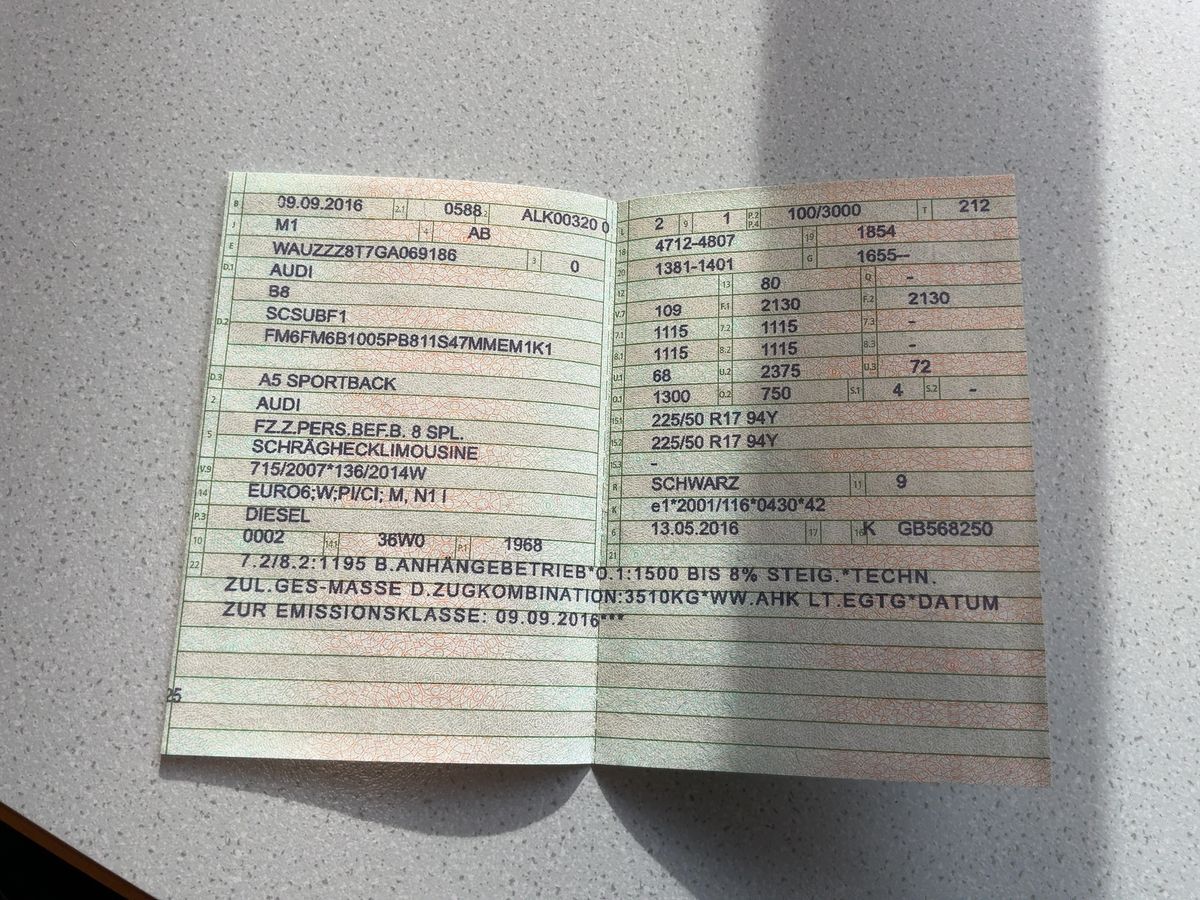 B 09.09.2016 2.1 0588 2.2 ALK00320 0
J M1 4 AB
E WAUZZZ8T7GA069186 3 0
D.1 AUDI
B8
D.2 SCSUBF1
FM6FM6B1005PB811S47MMEM1K1
D.3 A5 SPORTBACK
2 AUDI
5 FZ.Z.PERS.BEF.B. 8 SPL.
SCHRÄGHECKLIMOUSINE
V.9 715/2007*136/2014W
14 EURO6;W;PI/CI; M, N1 I
P.3 DIESEL
10 0002 14.1 36W0 P.1 1968
L 2 9 1 P.2 P.4 100/3000 T 212
18 4712-4807 19 1854
20 1381-1401 G 1655--
12 13 80 Q -
V.7 109 F.1 2130 F.2 2130
7.1 1115 7.2 1115 7.3 -
8.1 1115 8.2 1115 8.3 -
U.1 68 U.2 2375 U.3 72
O.1 1300 O.2 750 S.1 4 S.2 -
15.1 225/50 R17 94Y
15.2 225/50 R17 94Y
15.3 -
R SCHWARZ 11 9
K e1*2001/116*0430*42
6 13.05.2016 17 K 16 GB568250
21
22 7.2/8.2:1195 B.ANHÄNGEBETRIEB*O.1:1500 BIS 8% STEIG.*TECHN.
ZUL.GES-MASSE D.ZUGKOMBINATION:3510KG*WW.AHK LT.EGTG*DATUM
ZUR EMISSIONSKLASSE: 09.09.2016***
25